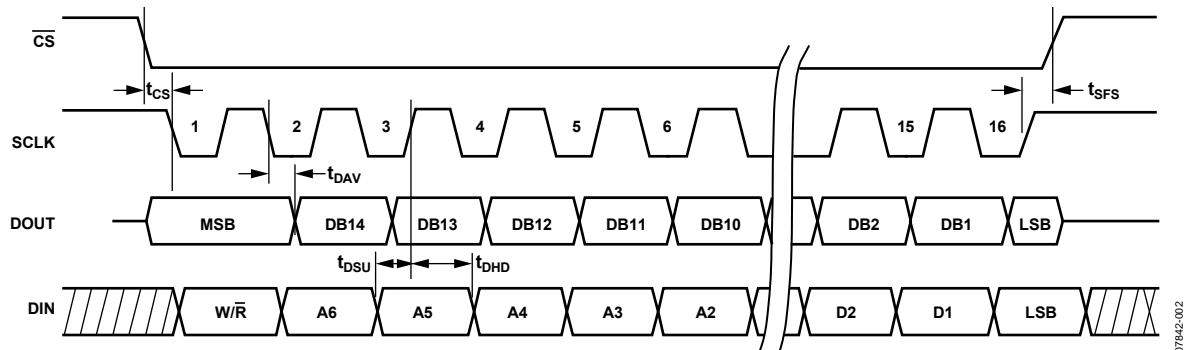 CS
tCS
tSFS
SCLK
1 2 3 4 5 6 15 16
tDAV
DOUT
MSB DB14 DB13 DB12 DB11 DB10 DB2 DB1 LSB
tDSU tDHD
DIN
W/R A6 A5 A4 A3 A2 D2 D1 LSB
07842-002